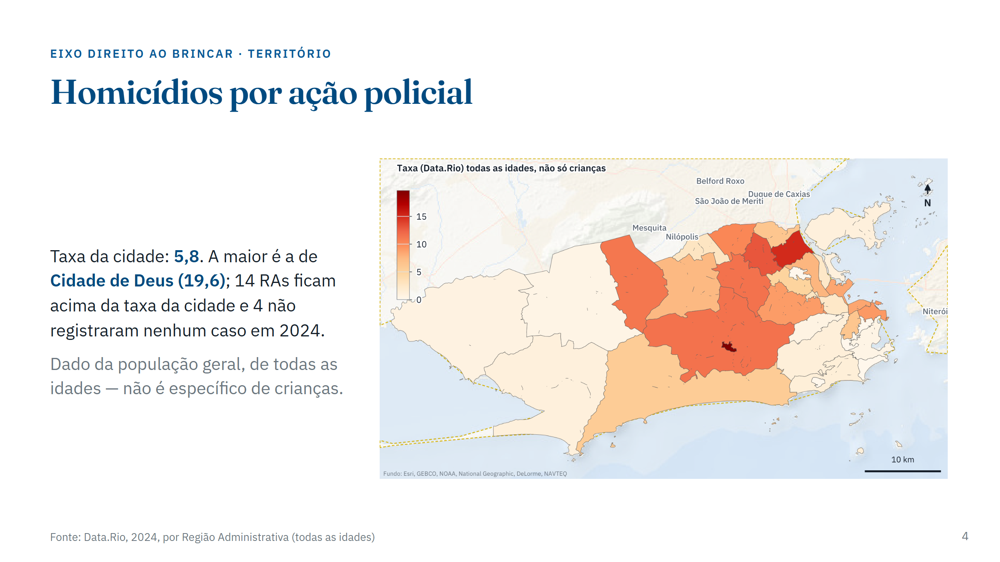 EIXO DIREITO AO BRINCAR · TERRITÓRIO
Homicídios por ação policial
Taxa da cidade: 5,8. A maior é a de
Cidade de Deus (19,6); 14 RAs ficam
acima da taxa da cidade e 4 não
registraram nenhum caso em 2024.
Dado da população geral, de todas as
idades — não é específico de crianças.
Taxa (Data.Rio) todas as idades, não só crianças
15
10
5
0
Belford Roxo
Duque de Caxias
São João de Meriti
Mesquita
Nilópolis
Niterói
N
10 km
Fundo: Esri, GEBCO, NOAA, National Geographic, DeLorme, NAVTEQ
Fonte: Data.Rio, 2024, por Região Administrativa (todas as idades)
4